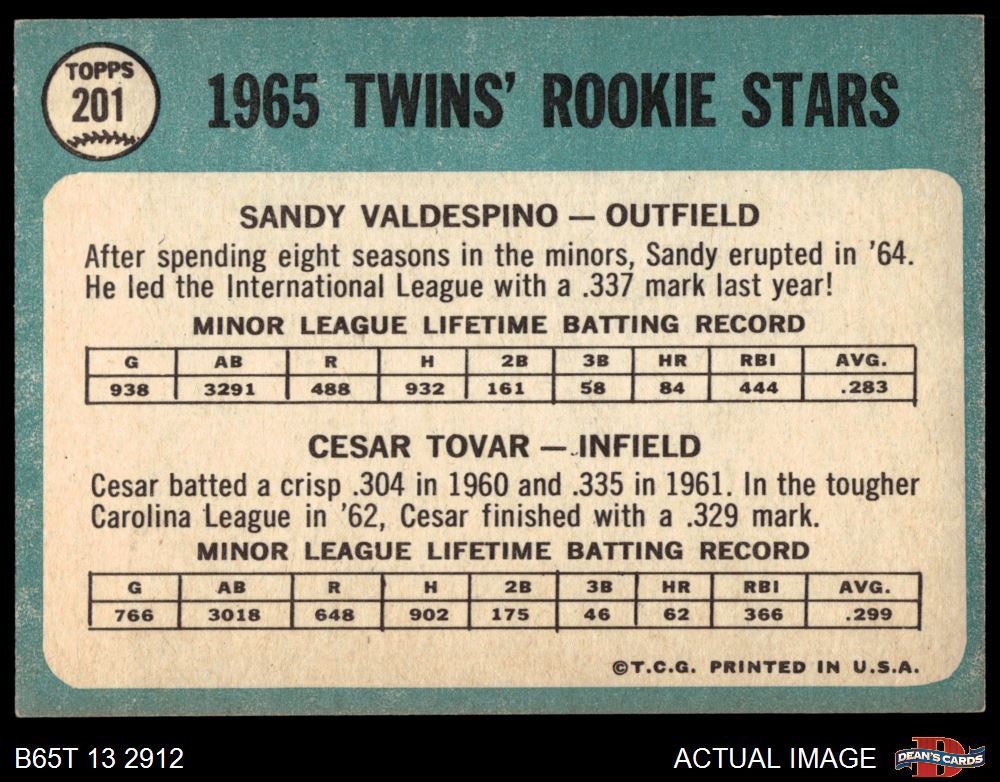 TOPPS
201
1965 TWINS' ROOKIE STARS
SANDY VALDESPINO — OUTFIELD
After spending eight seasons in the minors, Sandy erupted in '64.
He led the International League with a .337 mark last year!
MINOR LEAGUE LIFETIME BATTING RECORD
G AB R H 2B 3B HR RBI AVG.
938 3291 488 932 161 58 84 444 .283
CESAR TOVAR — INFIELD
Cesar batted a crisp .304 in 1960 and .335 in 1961. In the tougher
Carolina League in '62, Cesar finished with a .329 mark.
MINOR LEAGUE LIFETIME BATTING RECORD
G AB R H 2B 3B HR RBI AVG.
766 3018 648 902 175 46 62 366 .299
©T.C.G. PRINTED IN U.S.A.
B65T 13 2912
ACTUAL IMAGE
D
DEAN'S CARDS